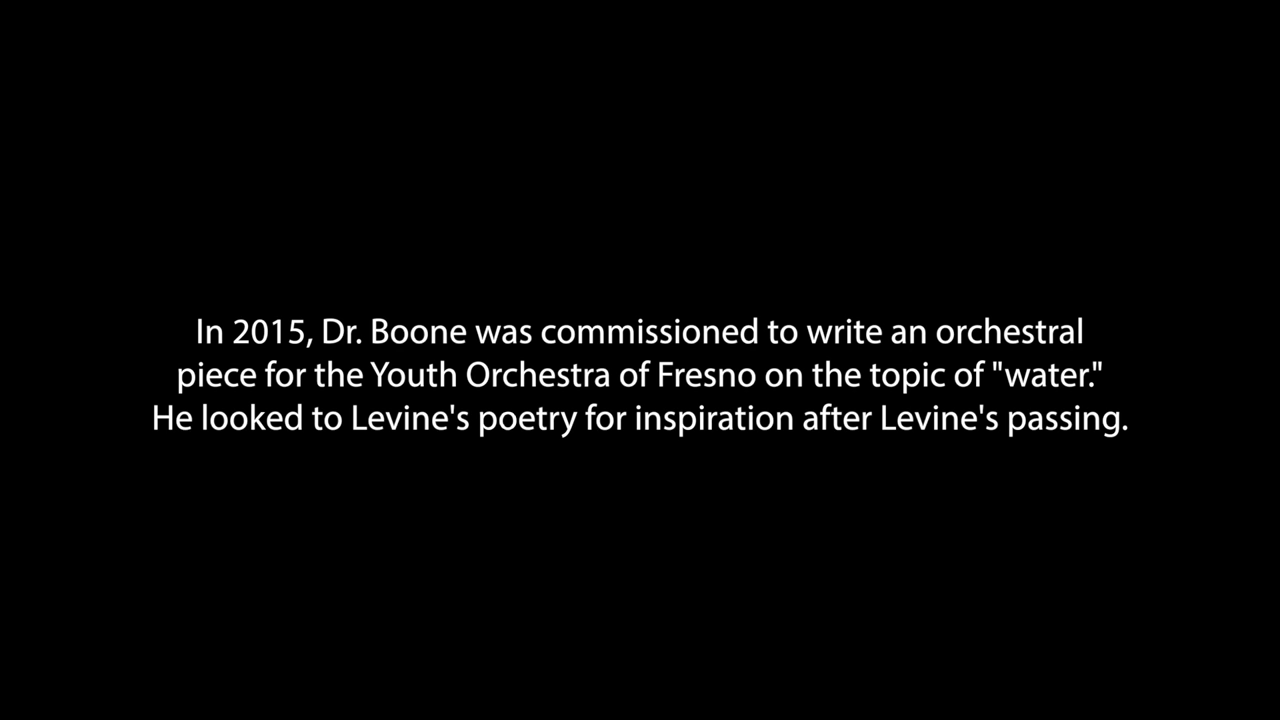 In 2015, Dr. Boone was commissioned to write an orchestral
piece for the Youth Orchestra of Fresno on the topic of "water."
He looked to Levine's poetry for inspiration after Levine's passing.